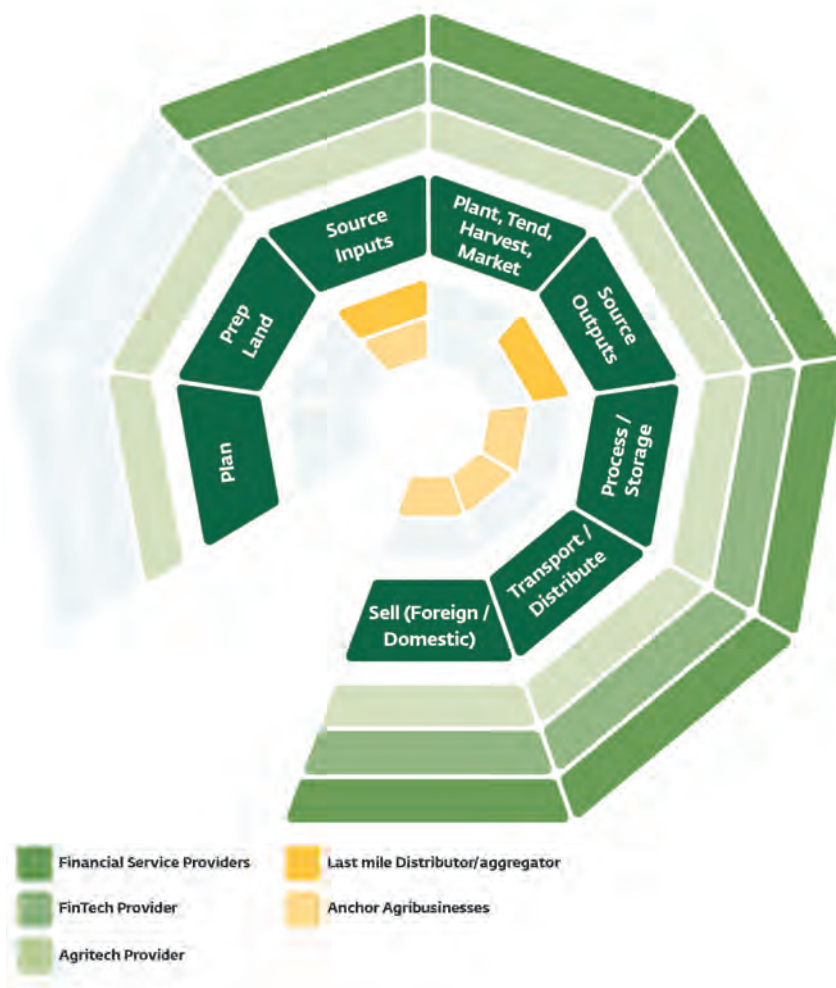 Plan
Prep
Land
Source
Inputs
Plant, Tend,
Harvest,
Market
Source
Outputs
Process /
Storage
Transport /
Distribute
Sell (Foreign /
Domestic)
Financial Service Providers
FinTech Provider
Agritech Provider
Last mile Distributor/aggregator
Anchor Agribusinesses